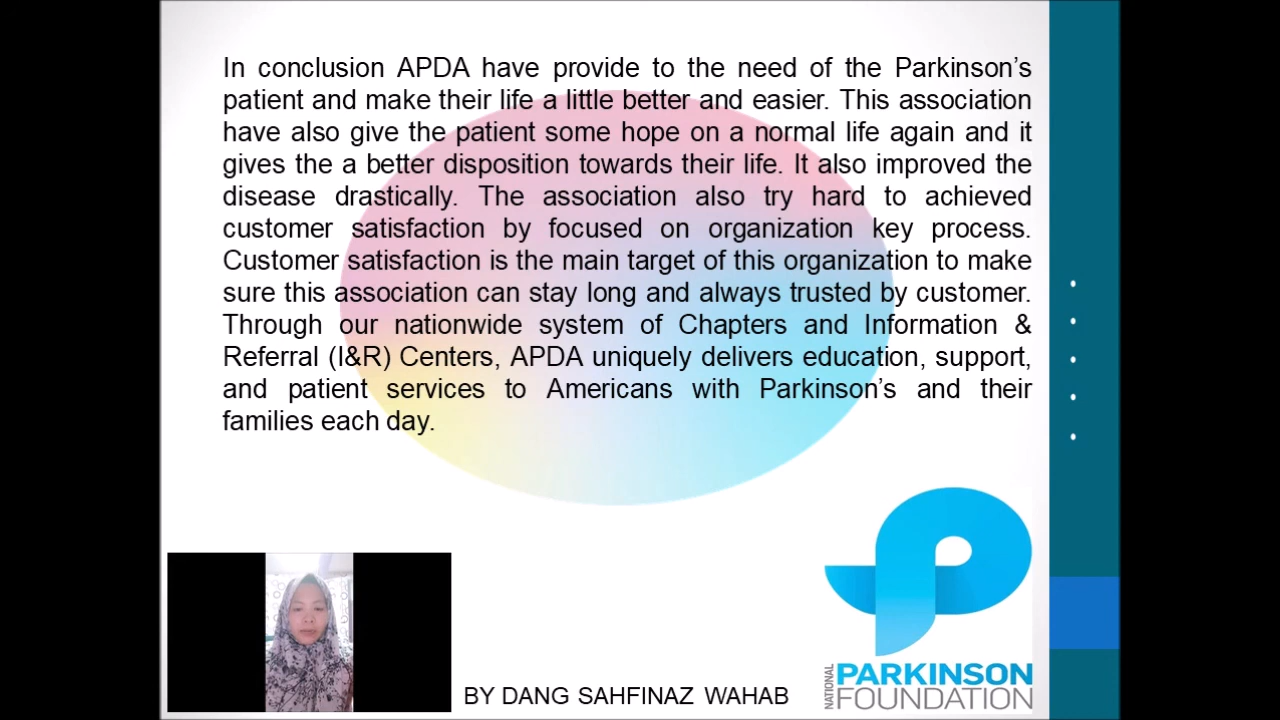 In conclusion APDA have provide to the need of the Parkinson’s
patient and make their life a little better and easier. This association
have also give the patient some hope on a normal life again and it
gives the a better disposition towards their life. It also improved the
disease drastically. The association also try hard to achieved
customer satisfaction by focused on organization key process.
Customer satisfaction is the main target of this organization to make
sure this association can stay long and always trusted by customer.
Through our nationwide system of Chapters and Information &
Referral (I&R) Centers, APDA uniquely delivers education, support,
and patient services to Americans with Parkinson’s and their
families each day.
BY DANG SAHFINAZ WAHAB
NATIONAL
PARKINSON
FOUNDATION